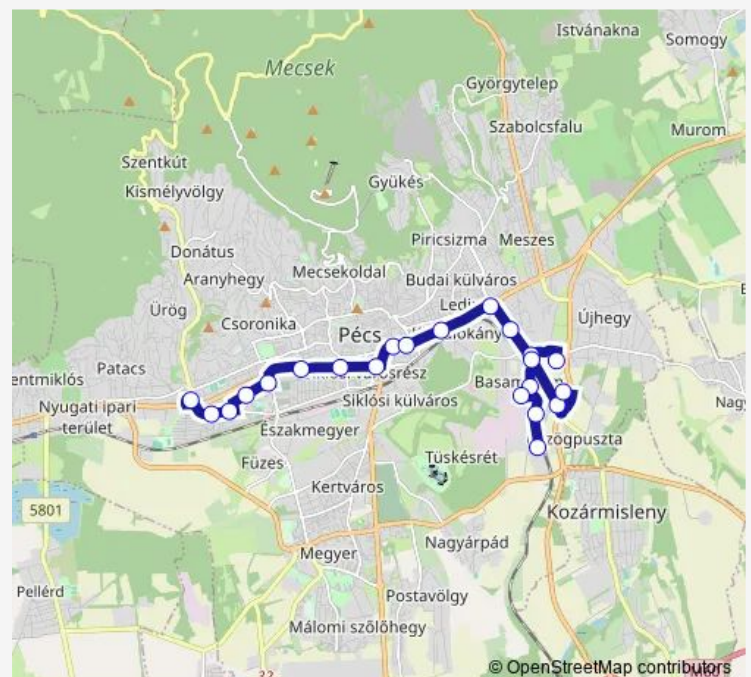 Istvánakna
Somogy
Mecsek
Györgytelep
Szabolcsfalu
Murom
Szentkút
Kismélyvölgy
Gyükés
Donátus
Piricsizma
Meszes
Aranyhegy
Mecsekoldal
Budai külváros
Ürög
Csoronika
Pécs
Újhegy
Patacs
entmiklós
Nyugati ipari
terület
Siklósi külváros
Északmegyer
Füzes
Tüskésrét
Kertváros
5801
Kozármisleny
Megyer
Nagyárpád
Pellérd
Postavölgy
Málomi szőlőhegy
© OpenStreetMap contributors